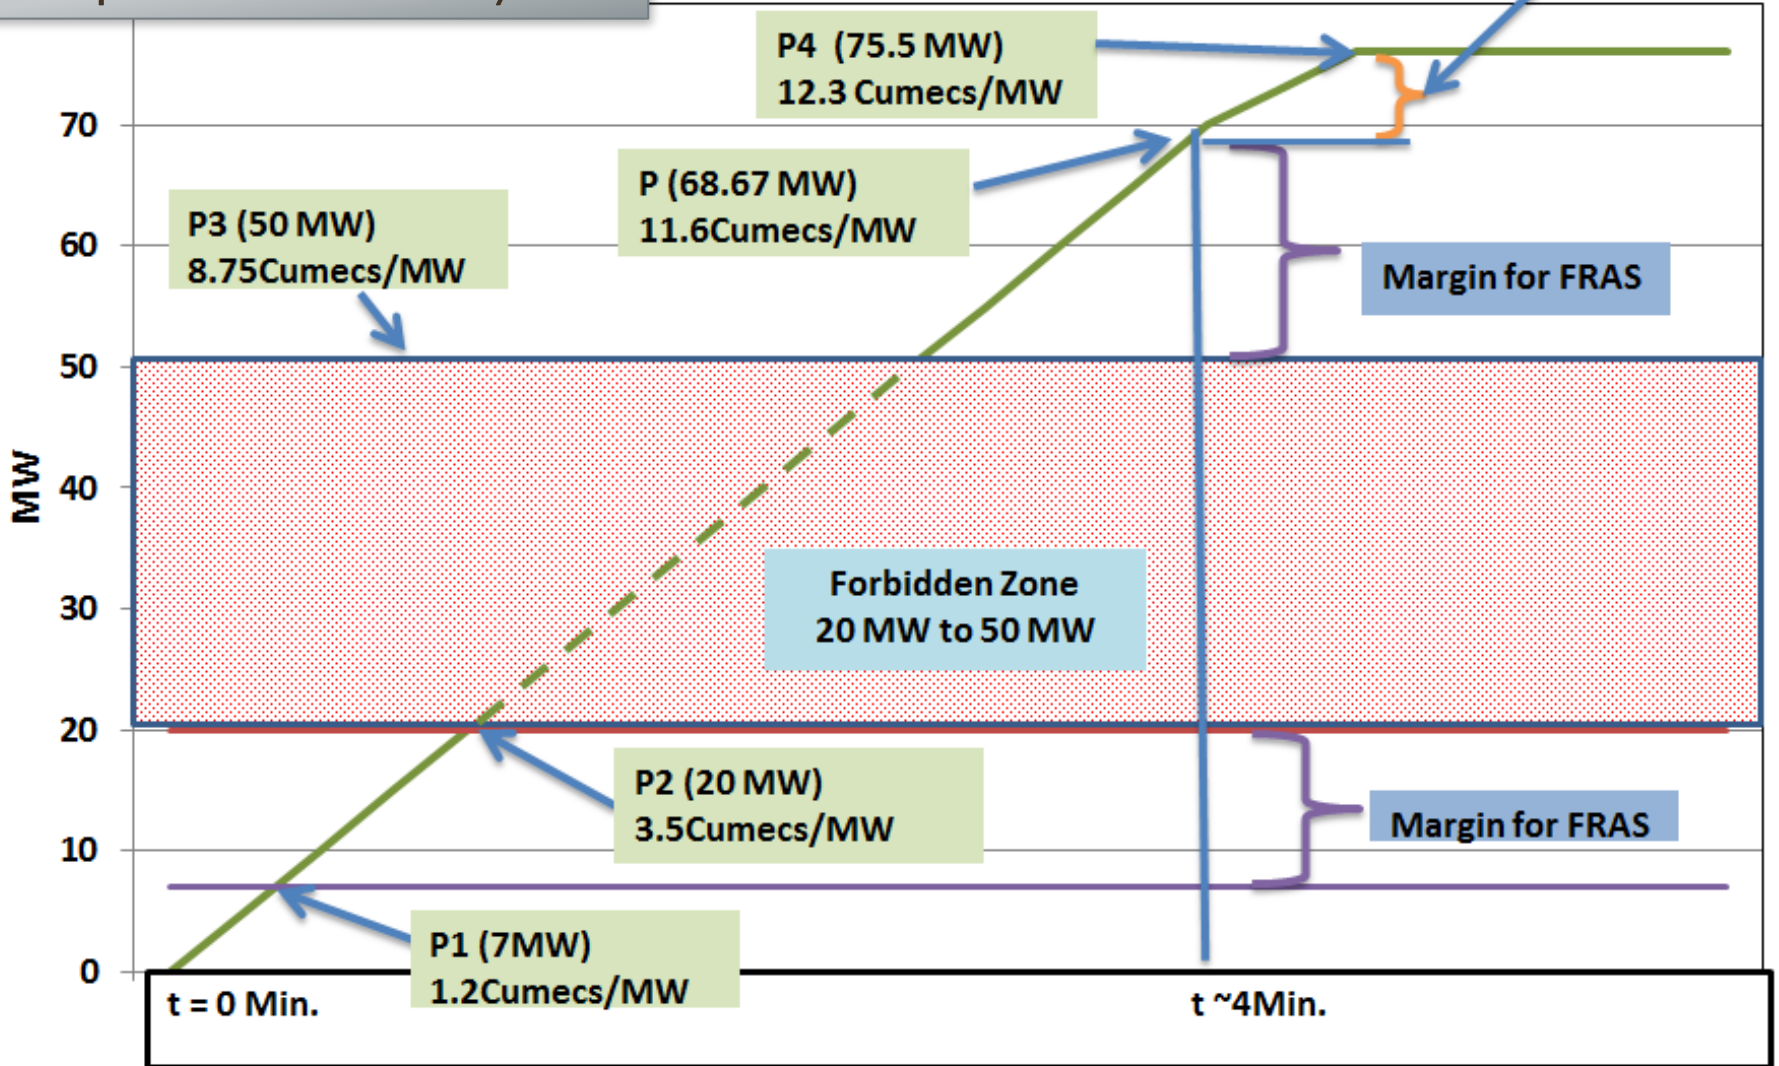 P4 (75.5 MW)
12.3 Cumecs/MW
P (68.67 MW)
11.6Cumecs/MW
P3 (50 MW)
8.75Cumecs/MW
Margin for FRAS
Forbidden Zone
20 MW to 50 MW
P2 (20 MW)
3.5Cumecs/MW
Margin for FRAS
P1 (7MW)
1.2Cumecs/MW
70
60
50
40
30
20
10
0
MW
t = 0 Min.
t ~4Min.